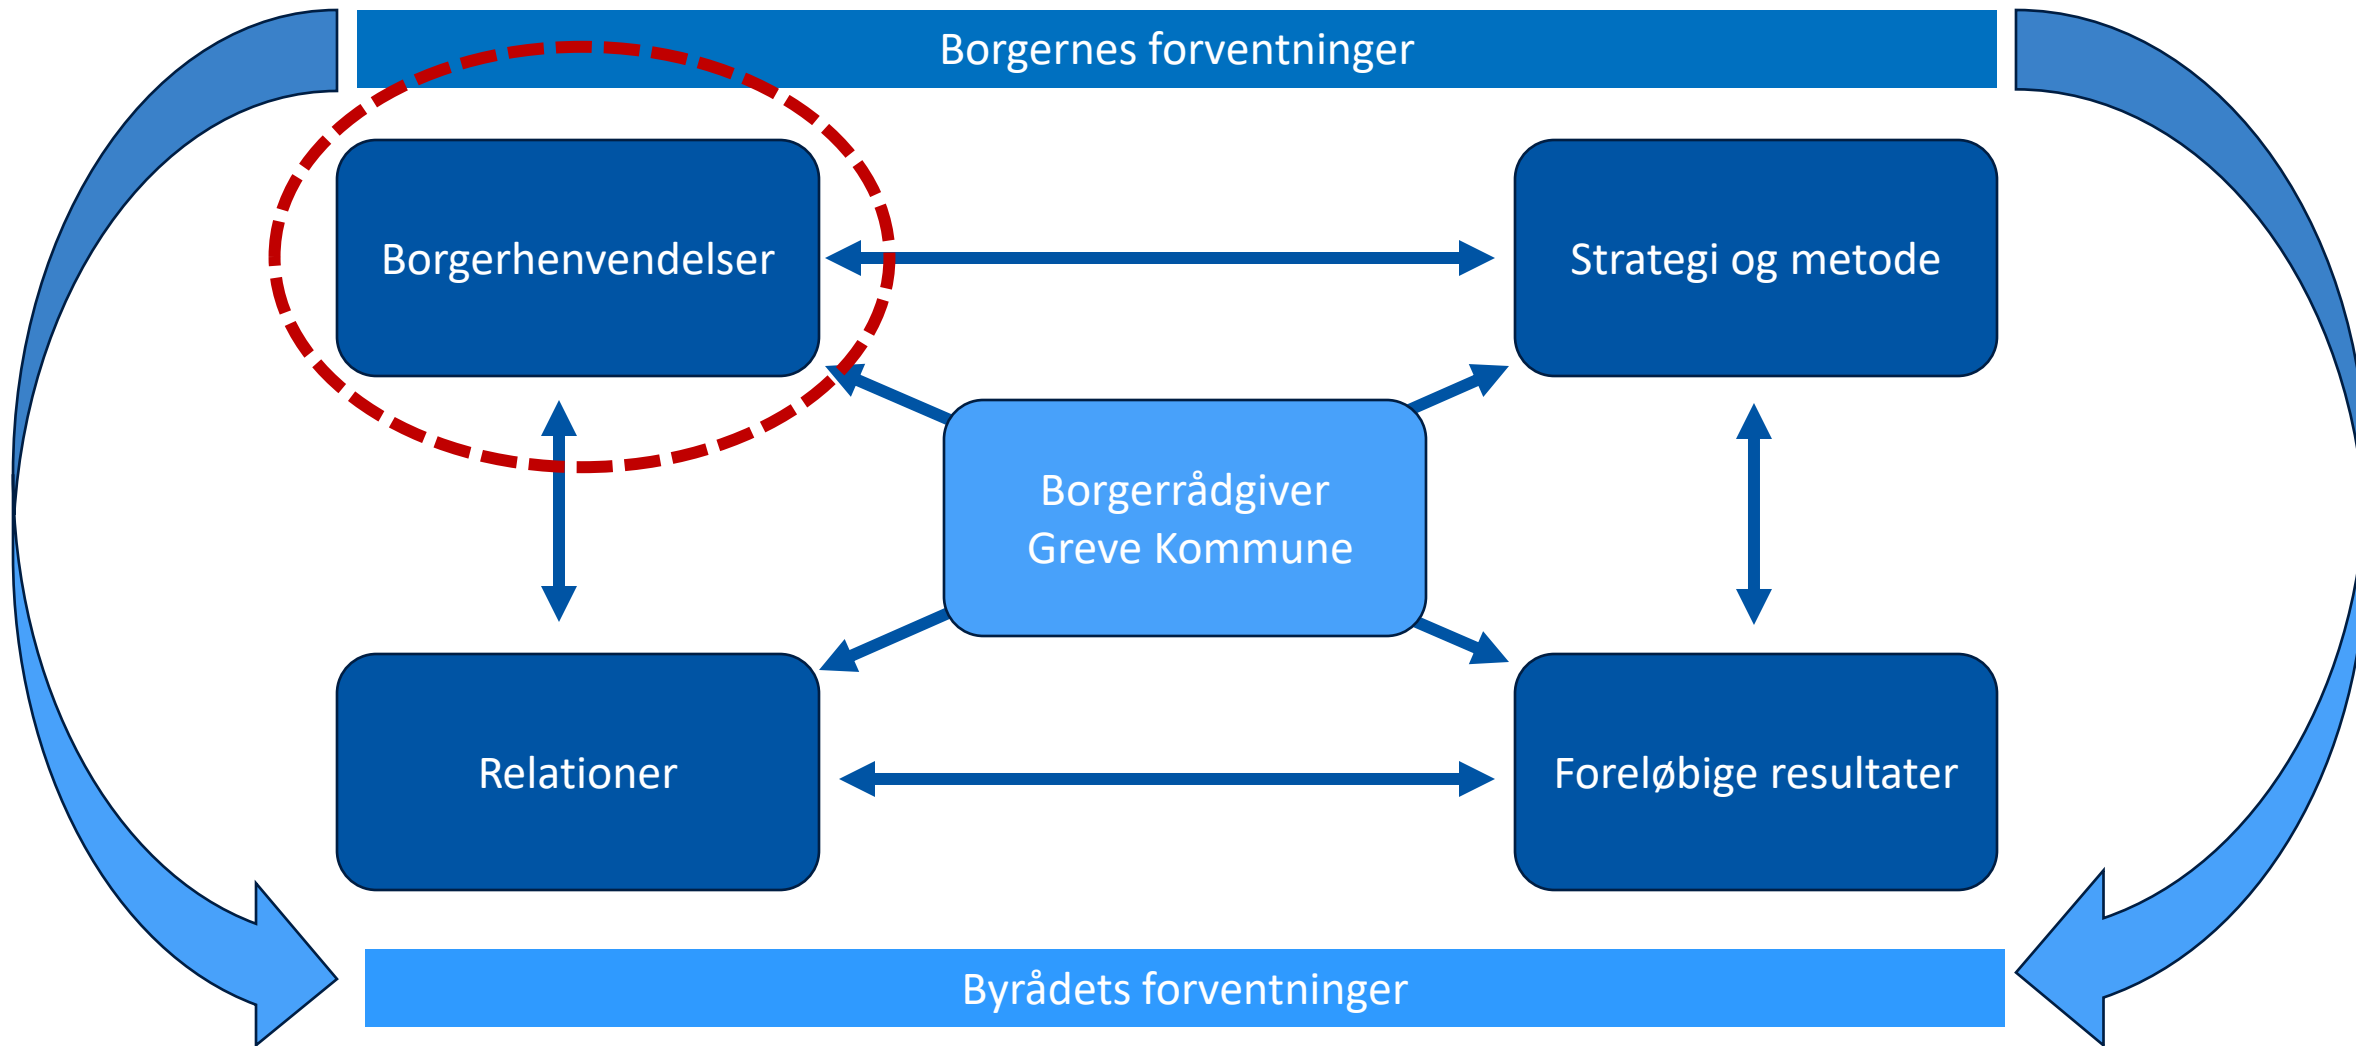 Borgernes forventninger
Borgerhenvendelser
Strategi og metode
Borgerrådgiver
Greve Kommune
Relationer
Foreløbige resultater
Byrådets forventninger